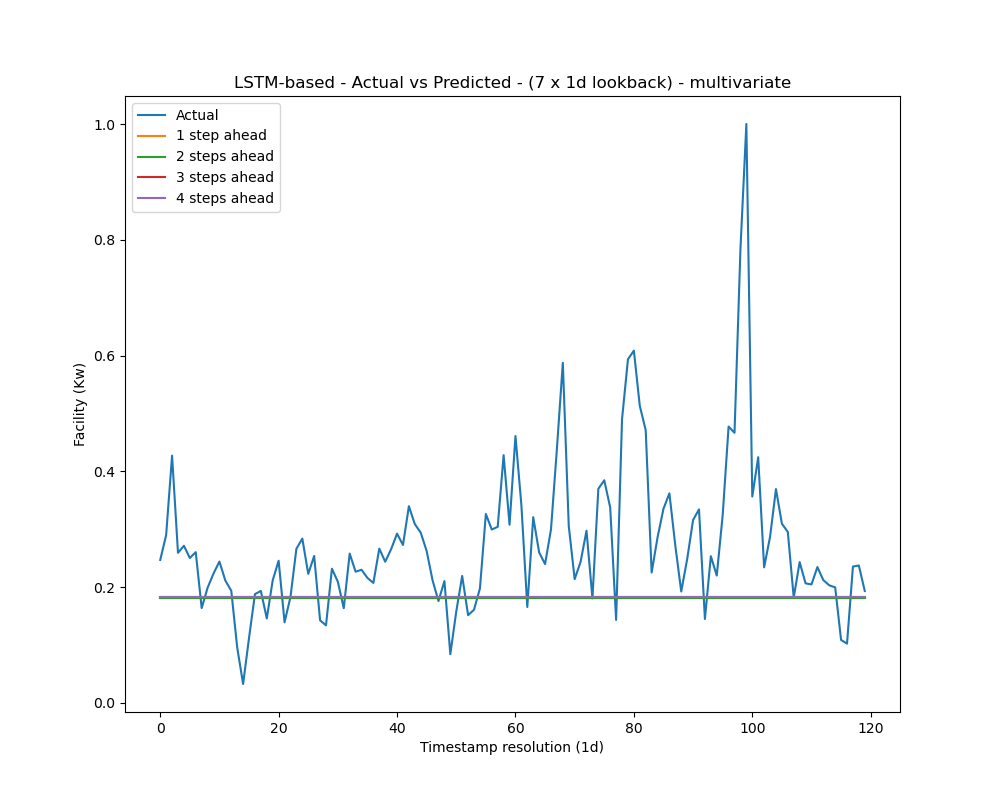 LSTM-based - Actual vs Predicted - (7 x 1d lookback) - multivariate
Actual
1 step ahead
2 steps ahead
3 steps ahead
4 steps ahead
1.0
0.8
0.6
0.4
0.2
0.0
Facility (Kw)
0 20 40 60 80 100 120
Timestamp resolution (1d)